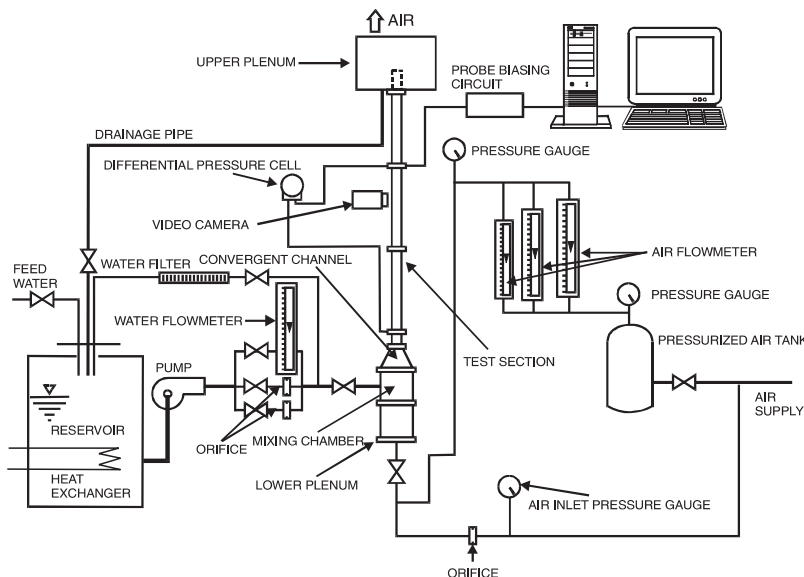 AIR
UPPER PLENUM
PROBE BIASING
CIRCUIT
DRAINAGE PIPE
PRESSURE GAUGE
DIFFERENTIAL PRESSURE CELL
VIDEO CAMERA
CONVERGENT CHANNEL
WATER FILTER
AIR FLOWMETER
FEED
WATER
PRESSURE GAUGE
WATER FLOWMETER
PRESSURIZED AIR TANK
TEST SECTION
PUMP
AIR
SUPPLY
RESERVOIR
ORIFICE
MIXING CHAMBER
HEAT
EXCHANGER
LOWER PLENUM
AIR INLET PRESSURE GAUGE
ORIFICE